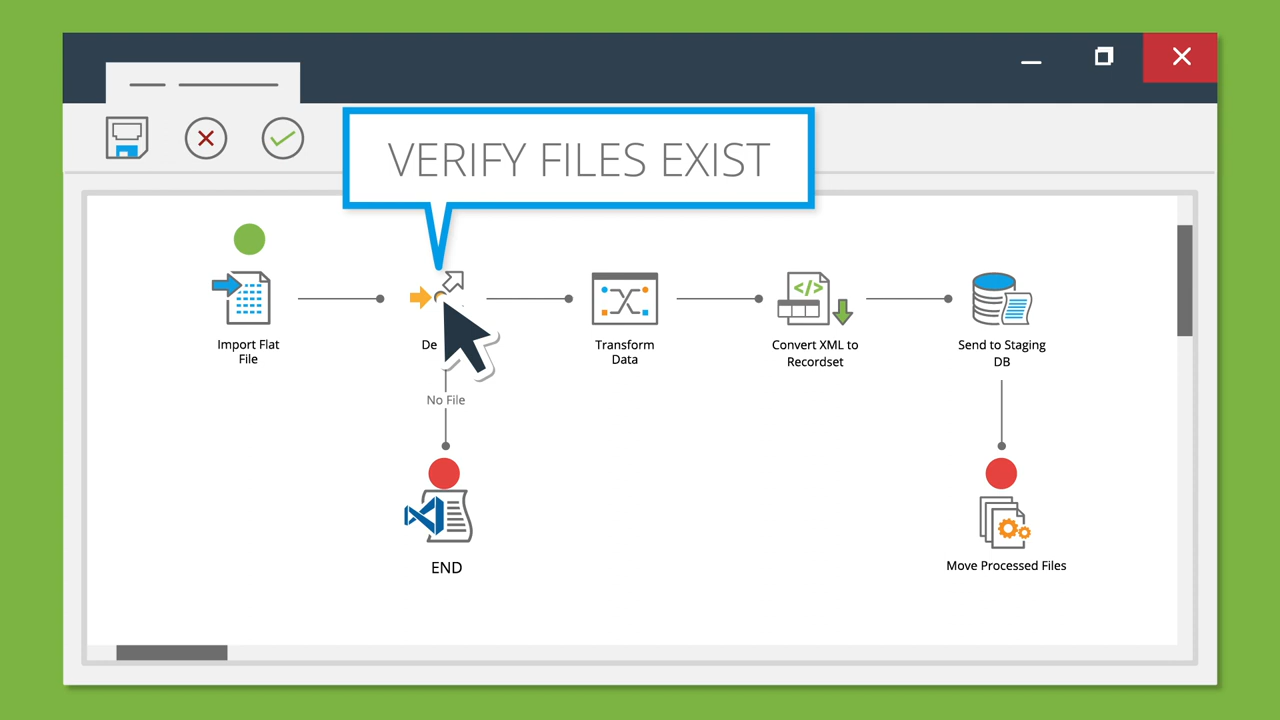 VERIFY FILES EXIST
Import Flat
File
Transform
Data
Convert XML to
Recordset
Send to Staging
DB
No File
END
Move Processed Files